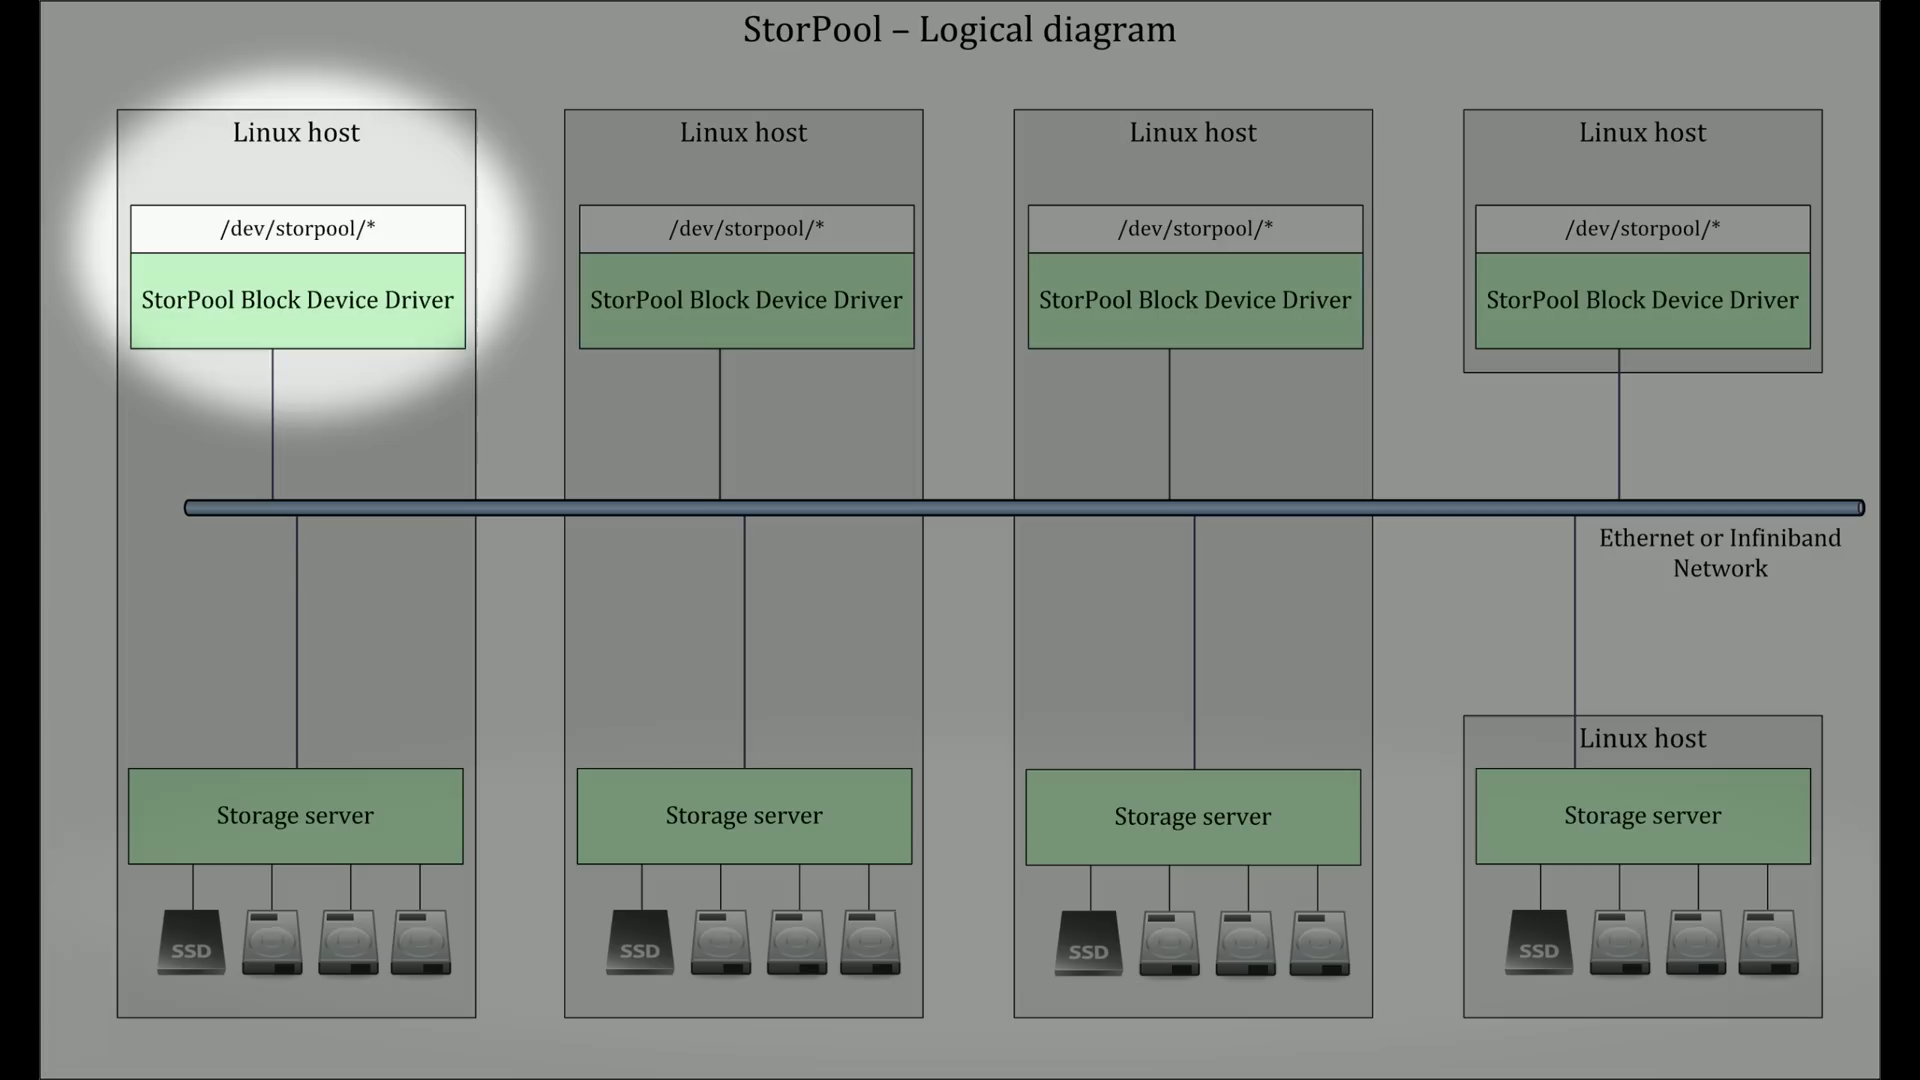 StorPool – Logical diagram
Linux host
Linux host
Linux host
Linux host
/dev/storpool/*
/dev/storpool/*
/dev/storpool/*
/dev/storpool/*
StorPool Block Device Driver
StorPool Block Device Driver
StorPool Block Device Driver
StorPool Block Device Driver
Ethernet or Infiniband
Network
Linux host
Storage server
Storage server
Storage server
Storage server
SSD
SSD
SSD
SSD